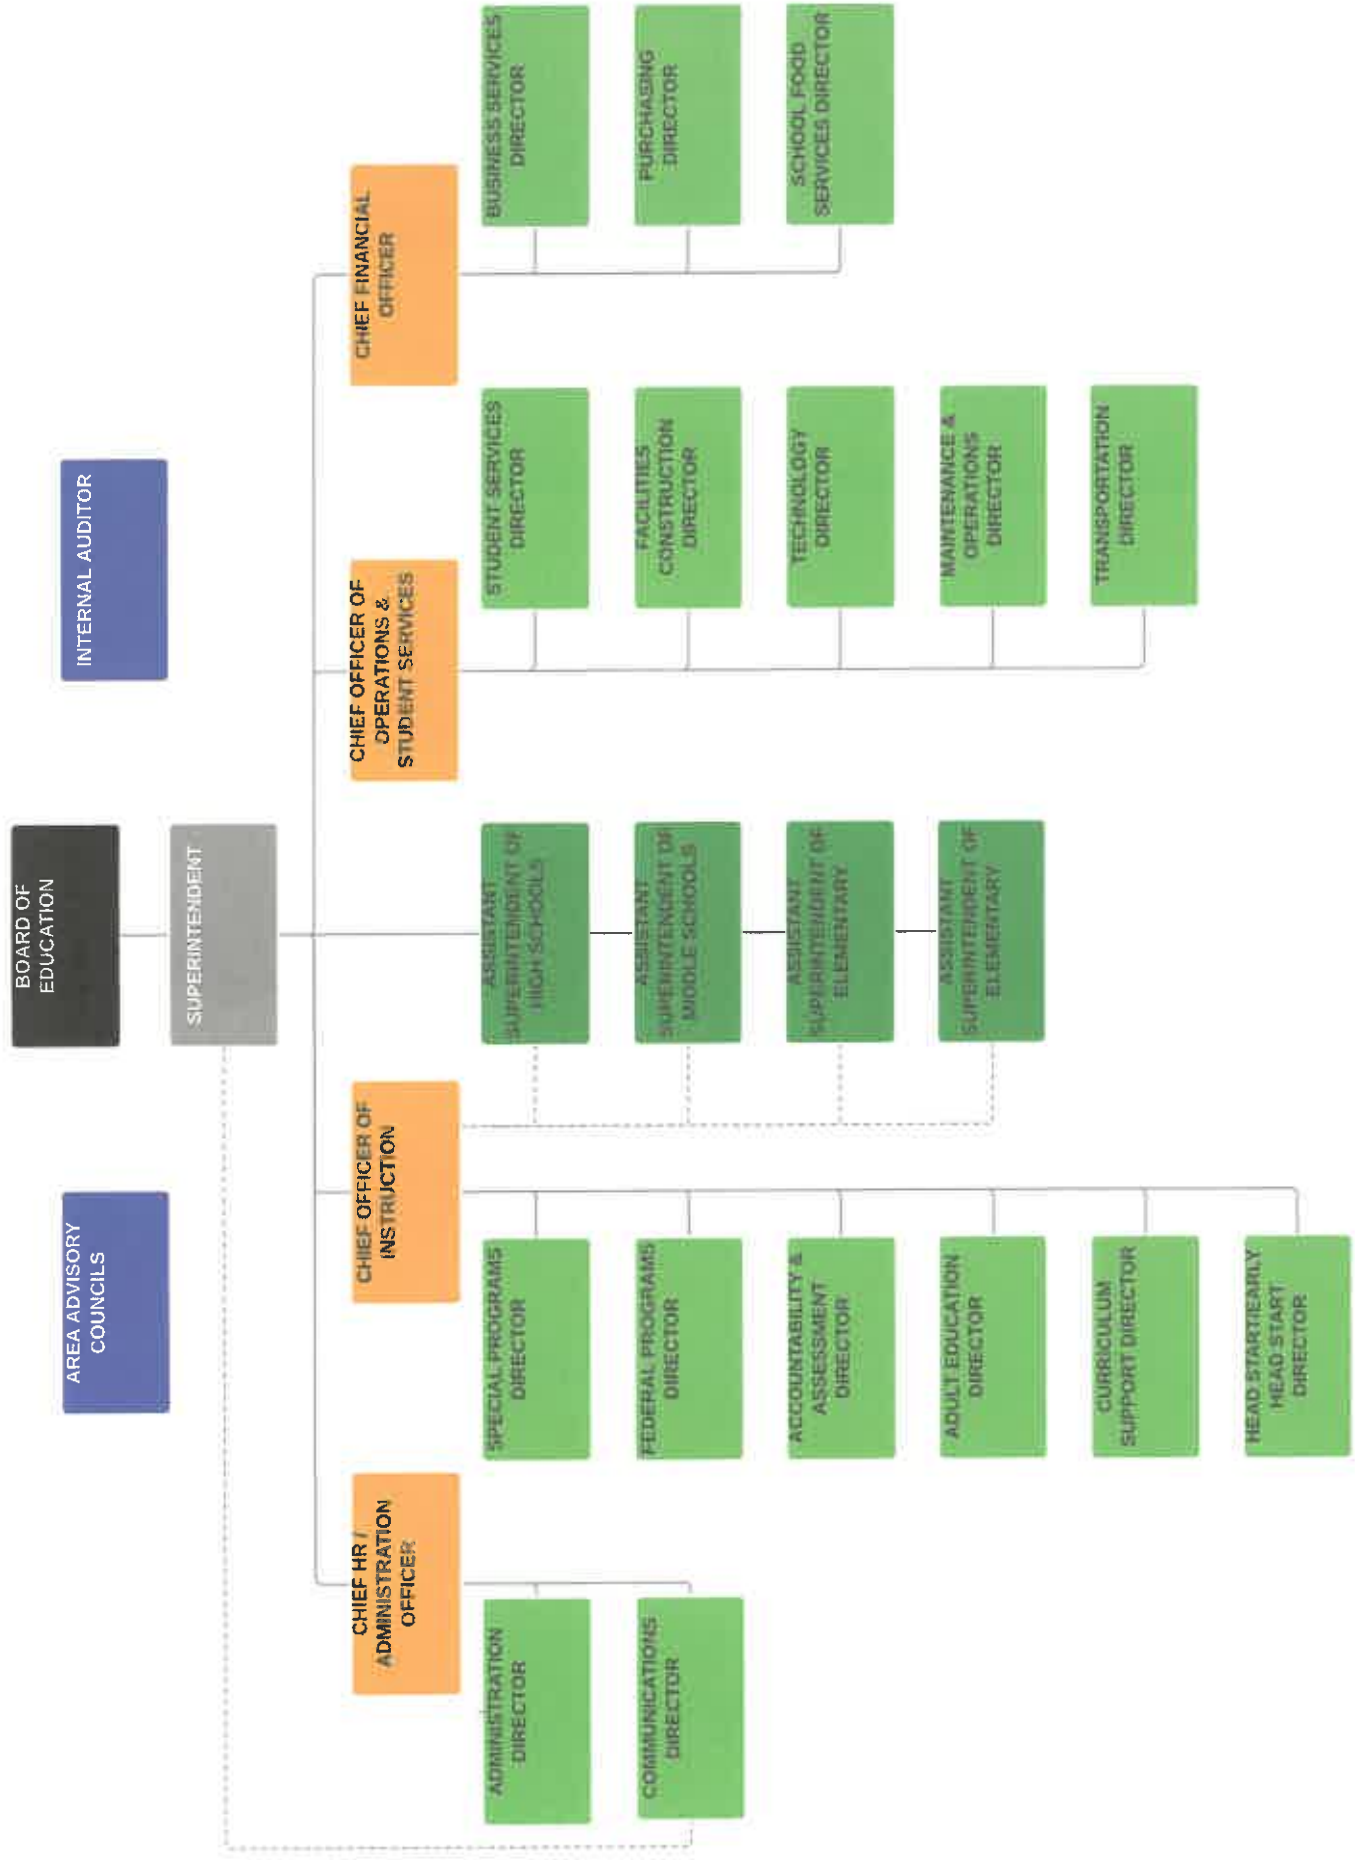 BOARD OF
EDUCATION
AREA ADVISORY
COUNCILS
INTERNAL AUDITOR
SUPERINTENDENT
CHIEF HR /
ADMINISTRATION
OFFICER
CHIEF OFFICER OF
INSTRUCTION
CHIEF OFFICER OF
OPERATIONS &
STUDENT SERVICES
CHIEF FINANCIAL
OFFICER
ADMINISTRATION
DIRECTOR
COMMUNICATIONS
DIRECTOR
SPECIAL PROGRAMS
DIRECTOR
FEDERAL PROGRAMS
DIRECTOR
ACCOUNTABILITY &
ASSESSMENT
DIRECTOR
ADULT EDUCATION
DIRECTOR
CURRICULUM
SUPPORT DIRECTOR
HEAD START/EARLY
HEAD START
DIRECTOR
ASSISTANT
SUPERINTENDENT OF
HIGH SCHOOLS
ASSISTANT
SUPERINTENDENT OF
MIDDLE SCHOOLS
ASSISTANT
SUPERINTENDENT OF
ELEMENTARY
ASSISTANT
SUPERINTENDENT OF
ELEMENTARY
STUDENT SERVICES
DIRECTOR
FACILITIES
CONSTRUCTION
DIRECTOR
TECHNOLOGY
DIRECTOR
MAINTENANCE &
OPERATIONS
DIRECTOR
TRANSPORTATION
DIRECTOR
BUSINESS SERVICES
DIRECTOR
PURCHASING
DIRECTOR
SCHOOL FOOD
SERVICES DIRECTOR